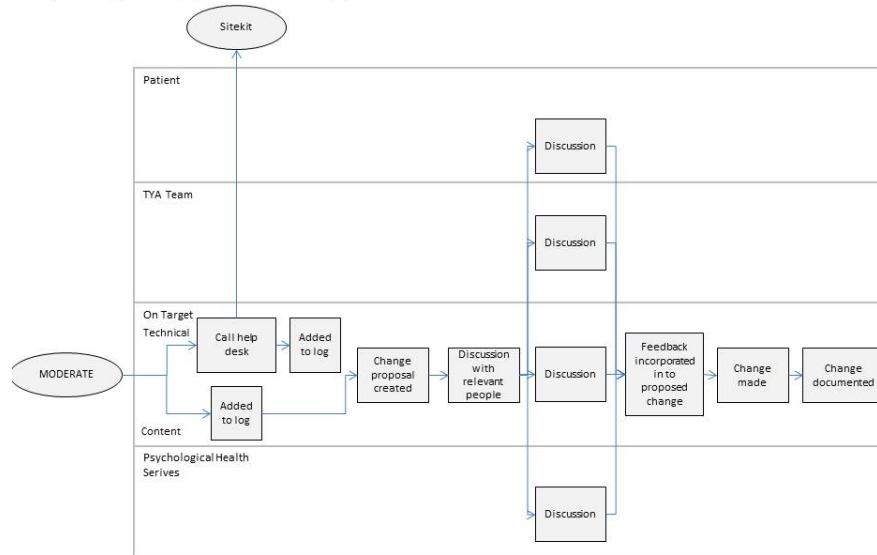 Sitekit
Patient
Discussion
TYA Team
Discussion
On Target
Technical
Call help
desk
Added
to log
MODERATE
Added
to log
Content
Change
proposal
created
Discussion
with
relevant
people
Discussion
Feedback
incorporated
in to
proposed
change
Change
made
Change
documented
Psychological Health
Serives
Discussion